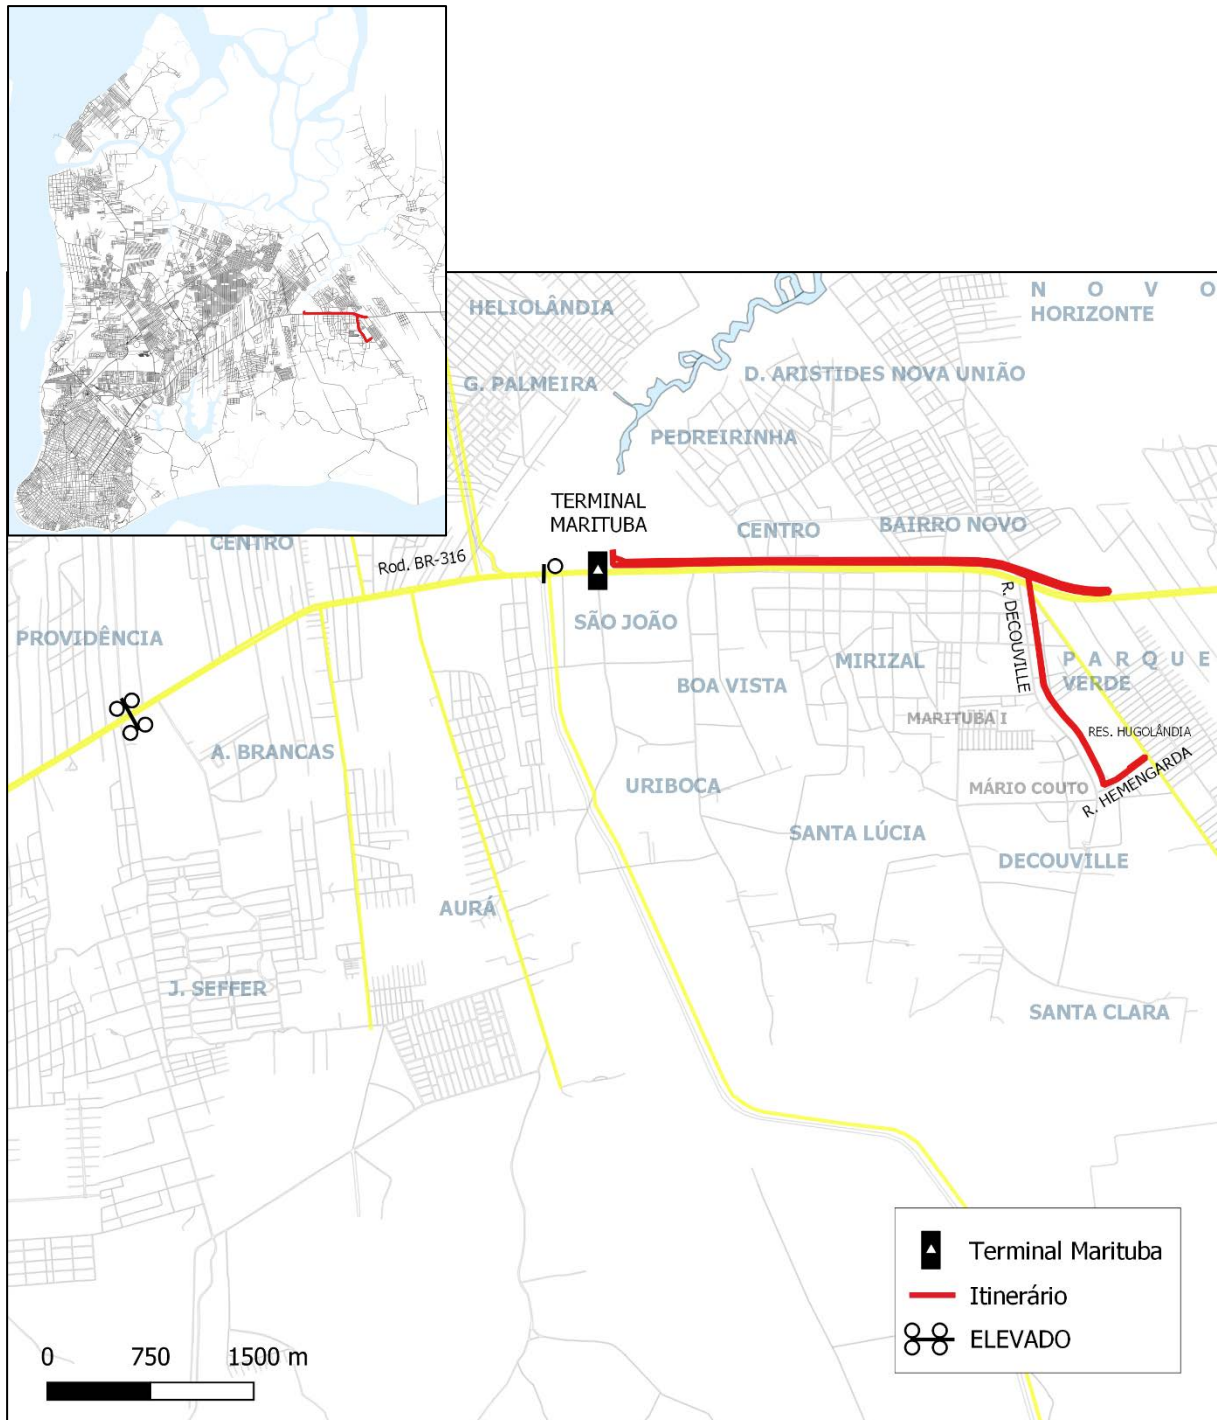 HELIOLÂNDIA
N O V O
HORIZONTE
G. PALMEIRA
D. ARISTIDES NOVA UNIÃO
PEDREIRINHA
TERMINAL
MARITUBA
CENTRO
BAIRRO NOVO
CENTRO
Rod. BR-316
R. DECOUVILLE
SÃO JOÃO
PROVIDÊNCIA
MIRIZAL
P A R Q U E
VERDE
BOA VISTA
MARITUBA I
RES. HUGOLÂNDIA
A. BRANCAS
URIBOCA
MÁRIO COUTO
R. HEMENGARDA
SANTA LÚCIA
DECOUVILLE
AURÁ
J. SEFFER
SANTA CLARA
Terminal Marituba
Itinerário
ELEVADO
0 750 1500 m